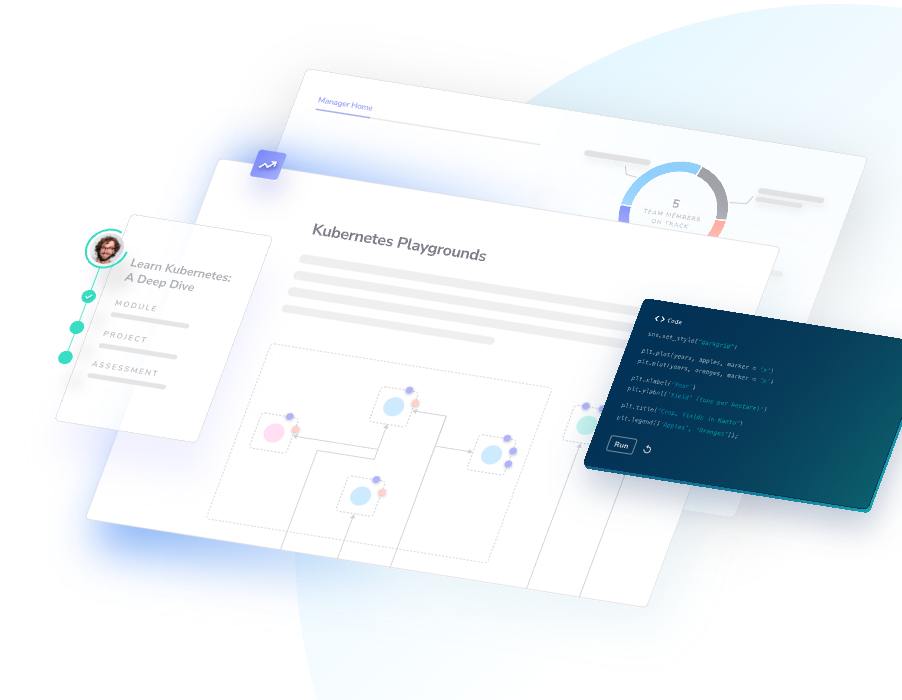 Manager Home
5
TEAM MEMBERS
ON TRACK
Kubernetes Playgrounds
Learn Kubernetes:
A Deep Dive
MODULE
PROJECT
ASSESSMENT
<> Code
sns.set_style("darkgrid")
plt.plot(years, apples, marker = 'x')
plt.plot(years, oranges, marker = 'x')
plt.xlabel('Year')
plt.ylabel('Yield' (tons per hectare)')
plt.title("Crop, Yields in Kanto")
plt.legend(['Apples', "Oranges"]);
Run